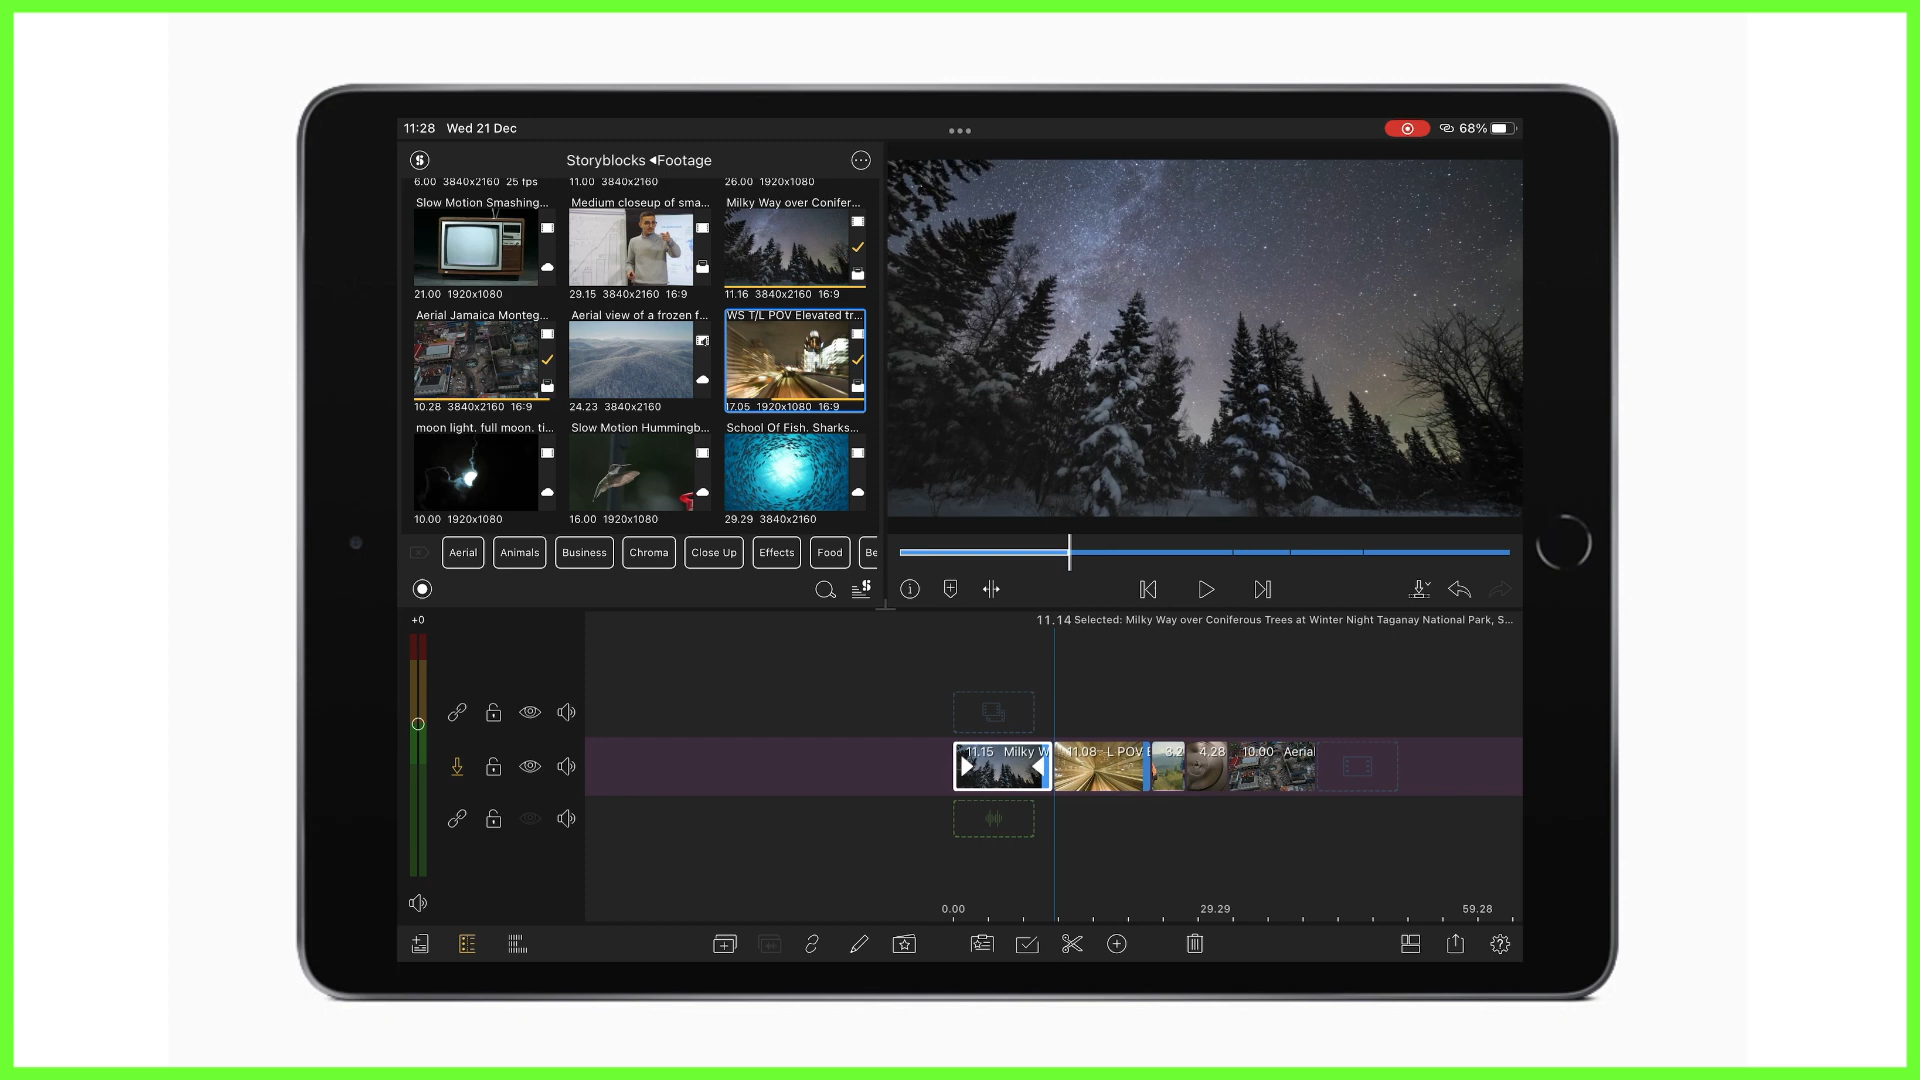 11:28 Wed 21 Dec
68%
Storyblocks ◀Footage
6.00 3840x2160 25 fps
11.00 3840x2160
26.00 1920x1080
Slow Motion Smashing...
Medium closeup of sma...
Milky Way over Conifer...
21.00 1920x1080
29.15 3840x2160 16:9
11.16 3840x2160 16:9
Aerial Jamaica Monteg...
Aerial view of a frozen f...
WS T/L POV Elevated tr...
10.28 3840x2160 16:9
24.23 3840x2160
17.05 1920x1080 16:9
moon light. full moon. ti...
Slow Motion Hummingb...
School Of Fish. Sharks...
10.00 1920x1080
16.00 1920x1080
29.29 3840x2160
Aerial
Animals
Business
Chroma
Close Up
Effects
Food
Be
+0
11.14 Selected: Milky Way over Coniferous Trees at Winter Night Taganay National Park, S...
11.15 Milky W
11.08 L POV E
3.2
4.28
10.00 Aerial
0.00
29.29
59.28